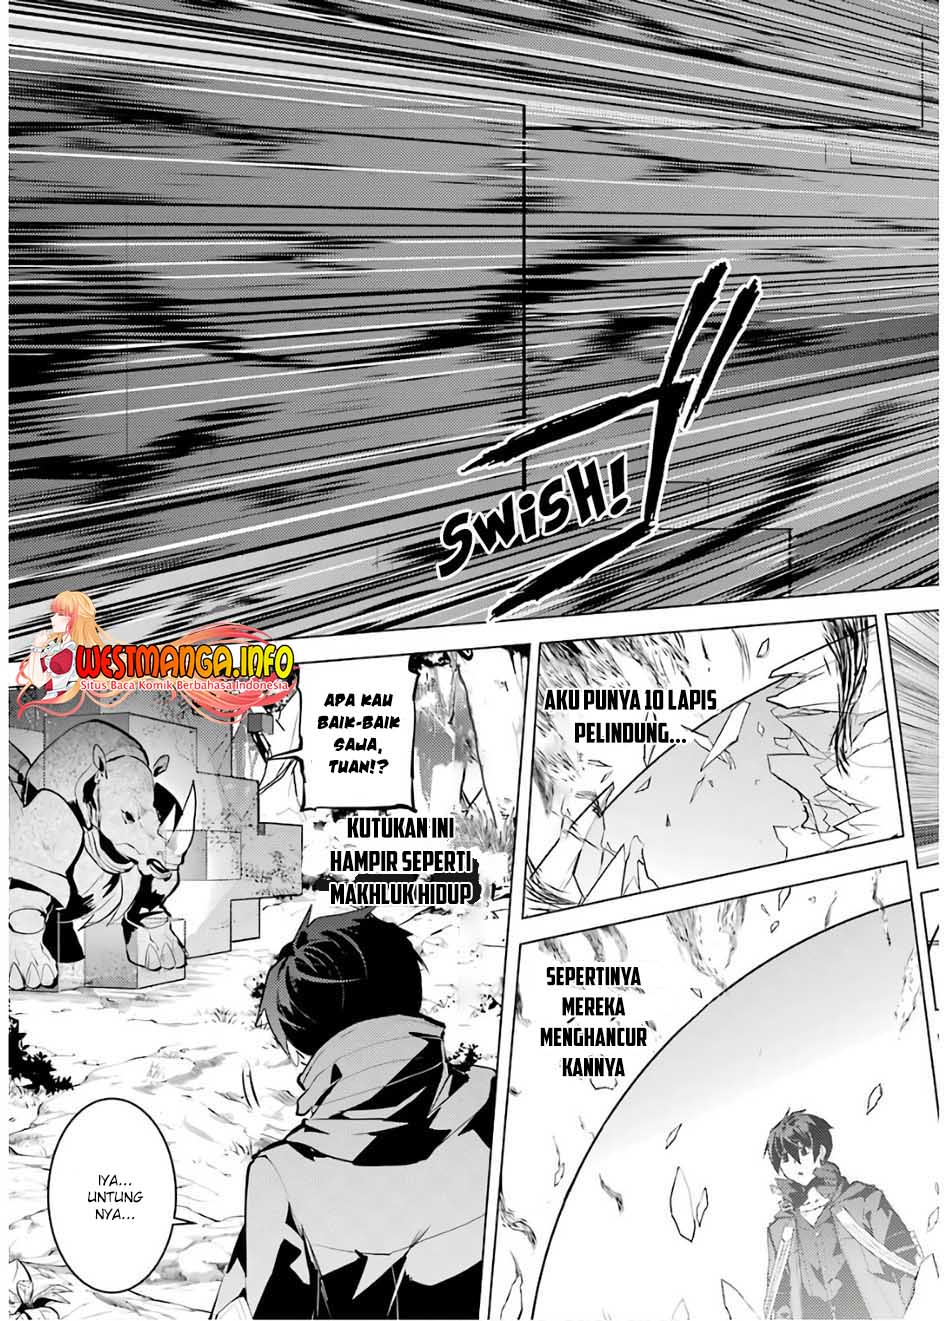 ブ
SWISH!
AKU PUNYA 10 LAPIS
PELINDUNG...
SEPERTINYA
MEREKA
MENGHANCUR
KANNYA
APA KAU
BAIK-BAIK
SAJA,
TUAN!?
KUTUKAN INI
HAMPIR SEPERTI
MAKHLUK HIDUP
IYA...
UNTUNG
NYA...
WESTMANGA.INFO
Situs Baca Komik Berbahasa Indonesia